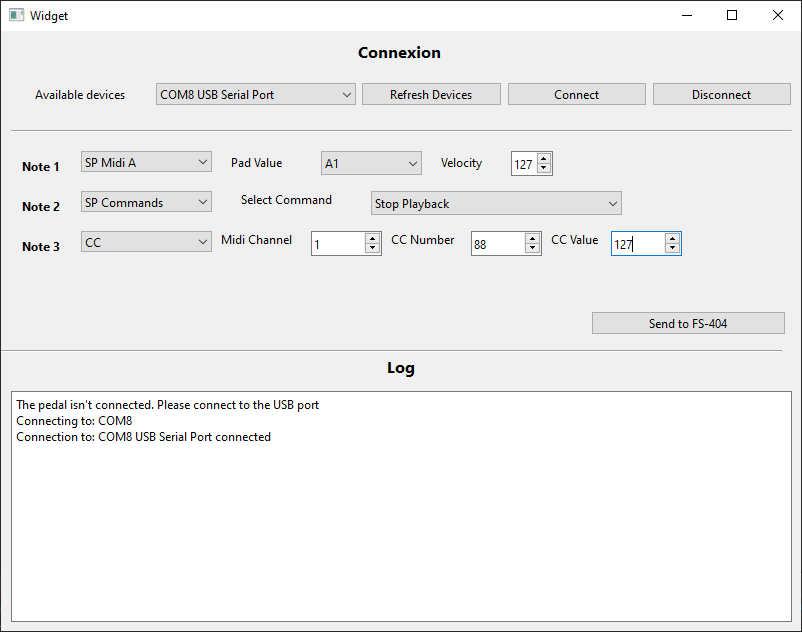 Widget
Connexion
Available devices COM8 USB Serial Port Refresh Devices Connect Disconnect
Note 1 SP Midi A Pad Value A1 Velocity 127
Note 2 SP Commands Select Command Stop Playback
Note 3 CC Midi Channel 1 CC Number 88 CC Value 127
Send to FS-404
Log
The pedal isn't connected. Please connect to the USB port
Connecting to: COM8
Connection to: COM8 USB Serial Port connected